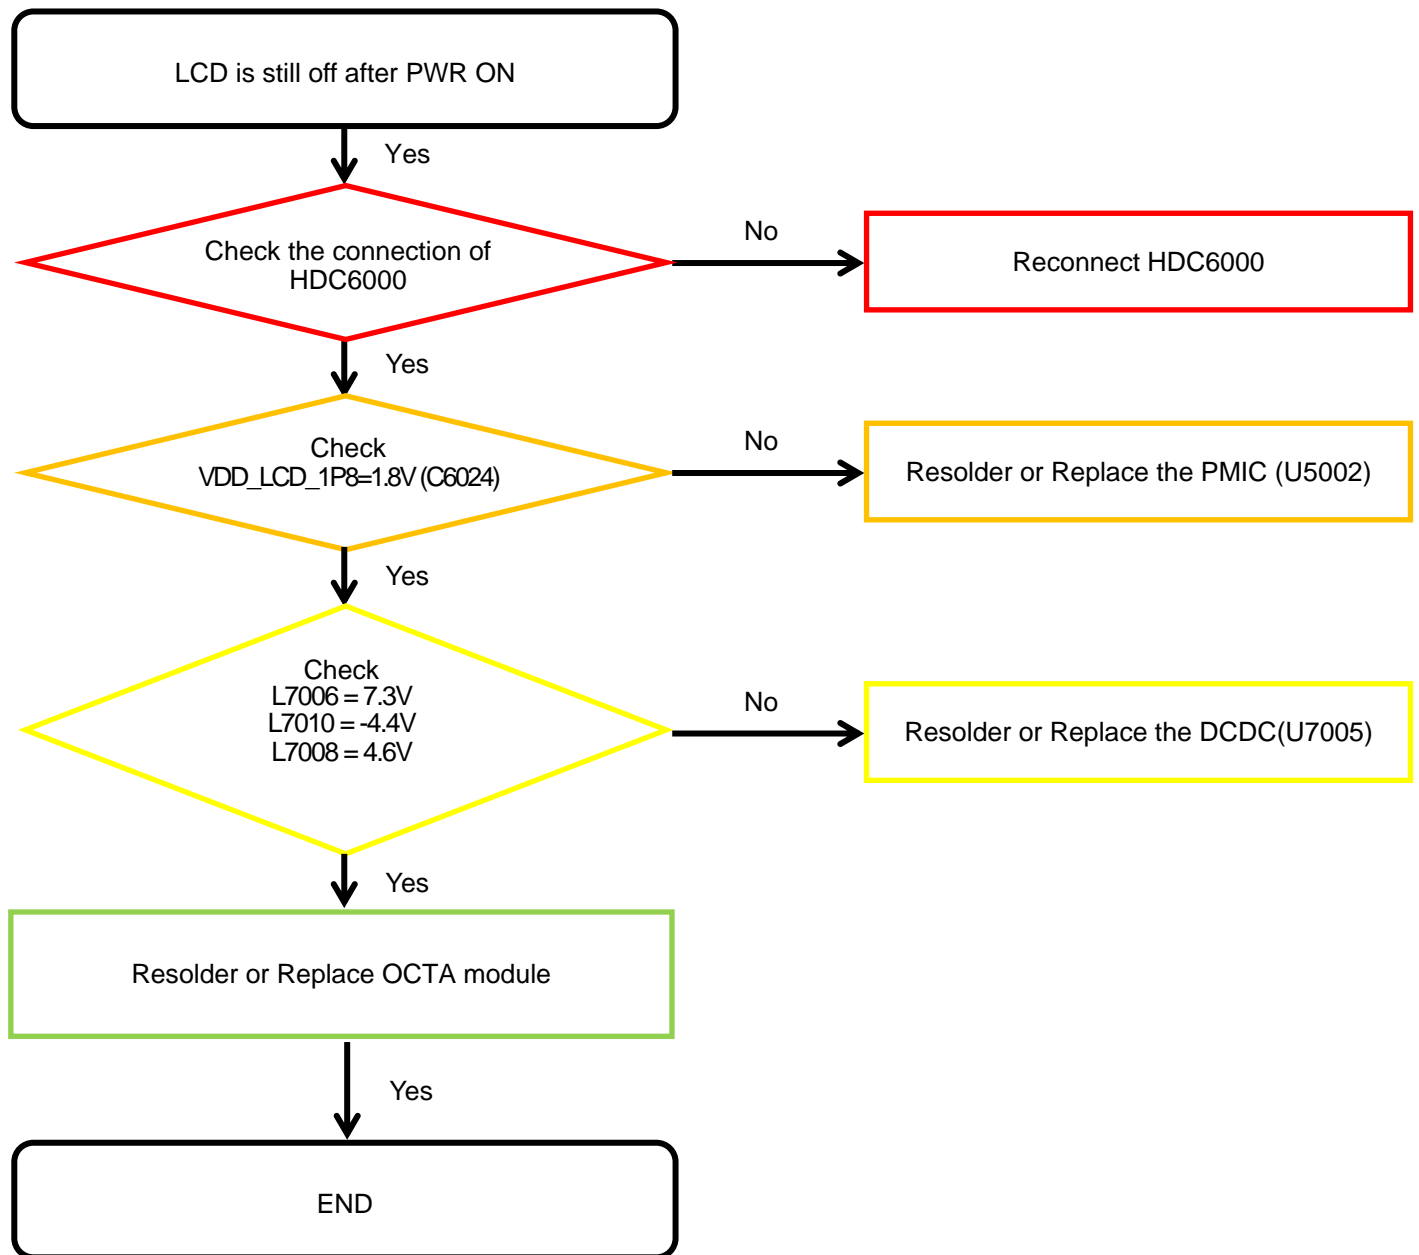 LCD is still off after PWR ON
Yes
Check the connection of
HDC6000
No
Reconnect HDC6000
Yes
Check
VDD_LCD_1P8=1.8V (C6024)
No
Resolder or Replace the PMIC (U5002)
Yes
Check
L7006 = 7.3V
L7010 = -4.4V
L7008 = 4.6V
No
Resolder or Replace the DCDC(U7005)
Yes
Resolder or Replace OCTA module
Yes
END